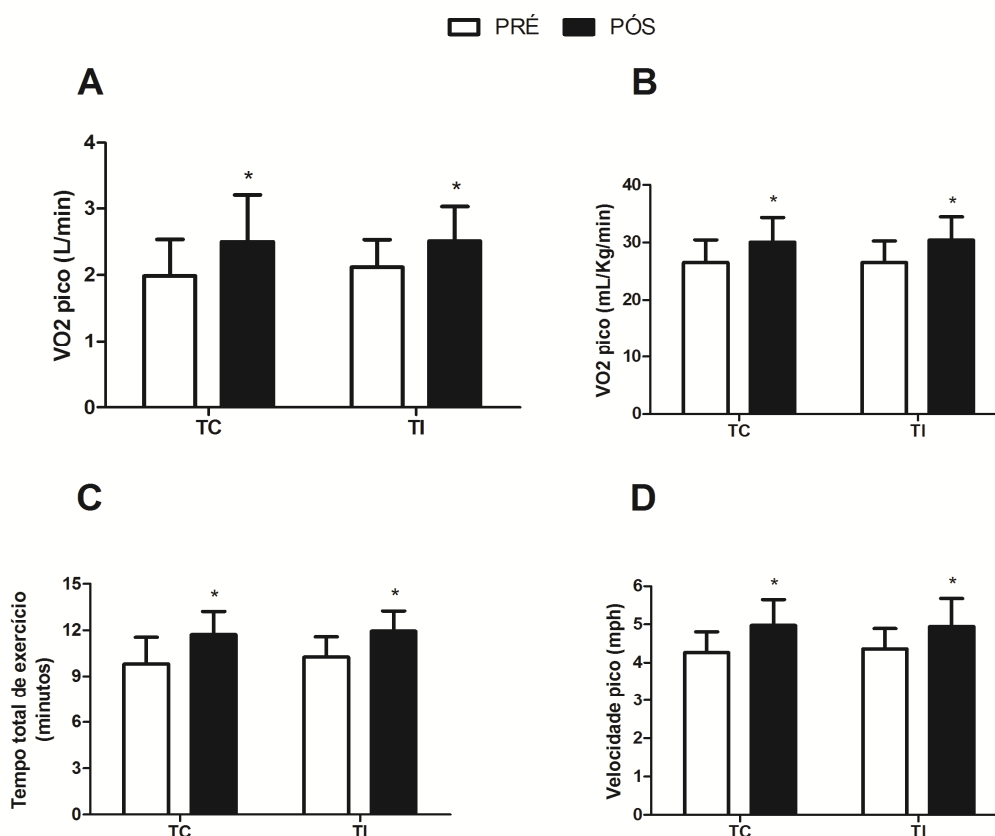 PRÉ PÓS
A
VO2 pico (L/min)
4
3
2
1
0
* *
TC TI
B
VO2 pico (mL/Kg/min)
40
30
20
10
0
* *
TC TI
C
Tempo total de exercício
(minutos)
15
12
9
6
3
0
* *
TC TI
D
Velocidade pico (mph)
6
5
4
3
2
1
0
* *
TC TI